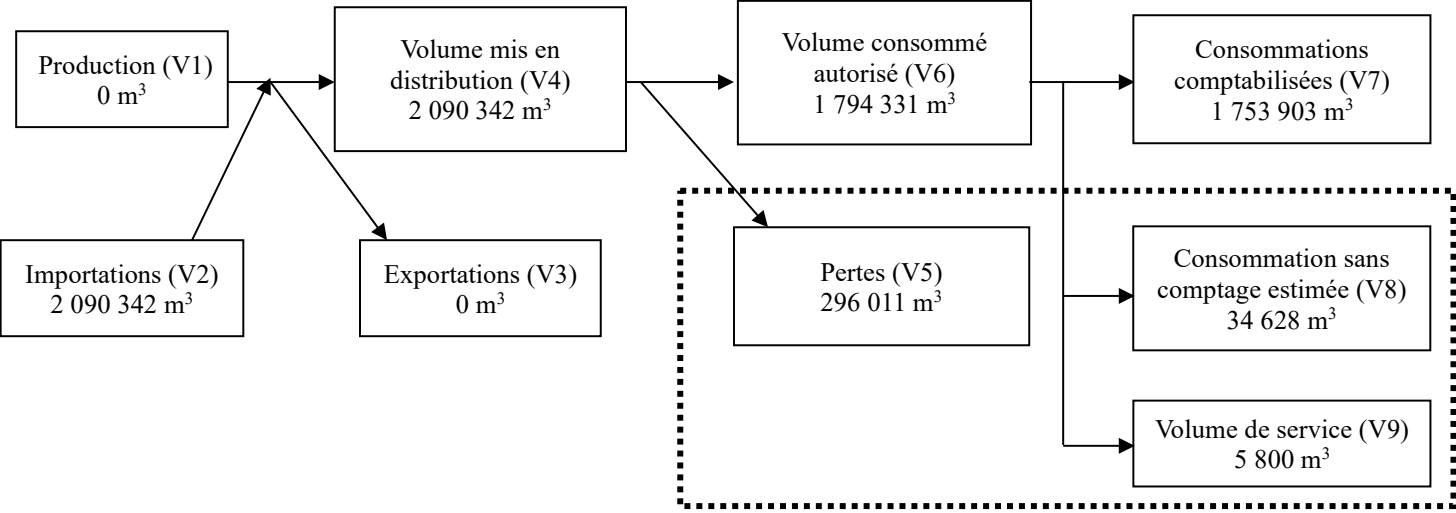 Production (V1)
0 m³
Volume mis en
distribution (V4)
2 090 342 m³
Volume consommé
autorisé (V6)
1 794 331 m³
Consommations
comptabilisées (V7)
1 753 903 m³
Importations (V2)
2 090 342 m³
Exportations (V3)
0 m³
Pertes (V5)
296 011 m³
Consommation sans
comptage estimée (V8)
34 628 m³
Volume de service (V9)
5 800 m³